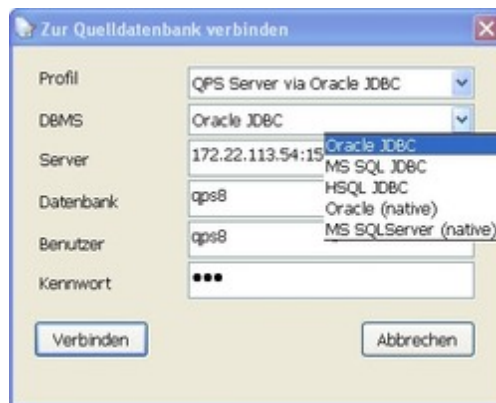 Zur Quelldatenbank verbinden
Profil
QPS Server via Oracle JDBC
DBMS
Oracle JDBC
Oracle JDBC
MS SQL JDBC
HSQL JDBC
Oracle (native)
MS SQLServer (native)
Server
172.22.113.54:15
Datenbank
qps8
Benutzer
qps8
Kennwort
●●●
Verbinden
Abbrechen